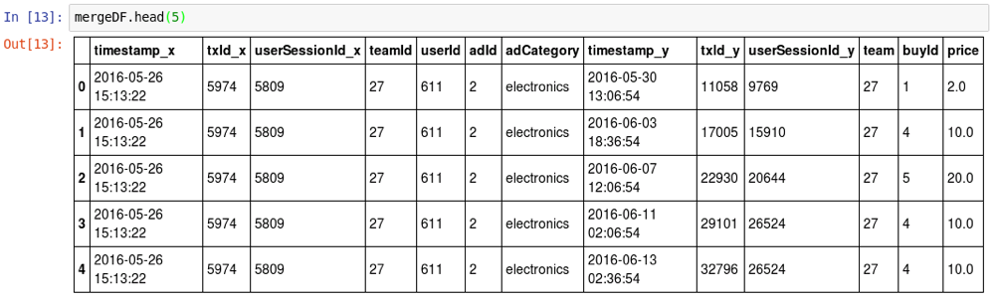 In [13]: mergeDF.head(5)
Out[13]:
timestamp_x txId_x userSessionId_x teamId userId adId adCategory timestamp_y txId_y userSessionId_y team buyId price
0 2016-05-26 15:13:22 5974 5809 27 611 2 electronics 2016-05-30 13:06:54 11058 9769 27 1 2.0
1 2016-05-26 15:13:22 5974 5809 27 611 2 electronics 2016-06-03 18:36:54 17005 15910 27 4 10.0
2 2016-05-26 15:13:22 5974 5809 27 611 2 electronics 2016-06-07 12:06:54 22930 20644 27 5 20.0
3 2016-05-26 15:13:22 5974 5809 27 611 2 electronics 2016-06-11 02:06:54 29101 26524 27 4 10.0
4 2016-05-26 15:13:22 5974 5809 27 611 2 electronics 2016-06-13 02:36:54 32796 26524 27 4 10.0